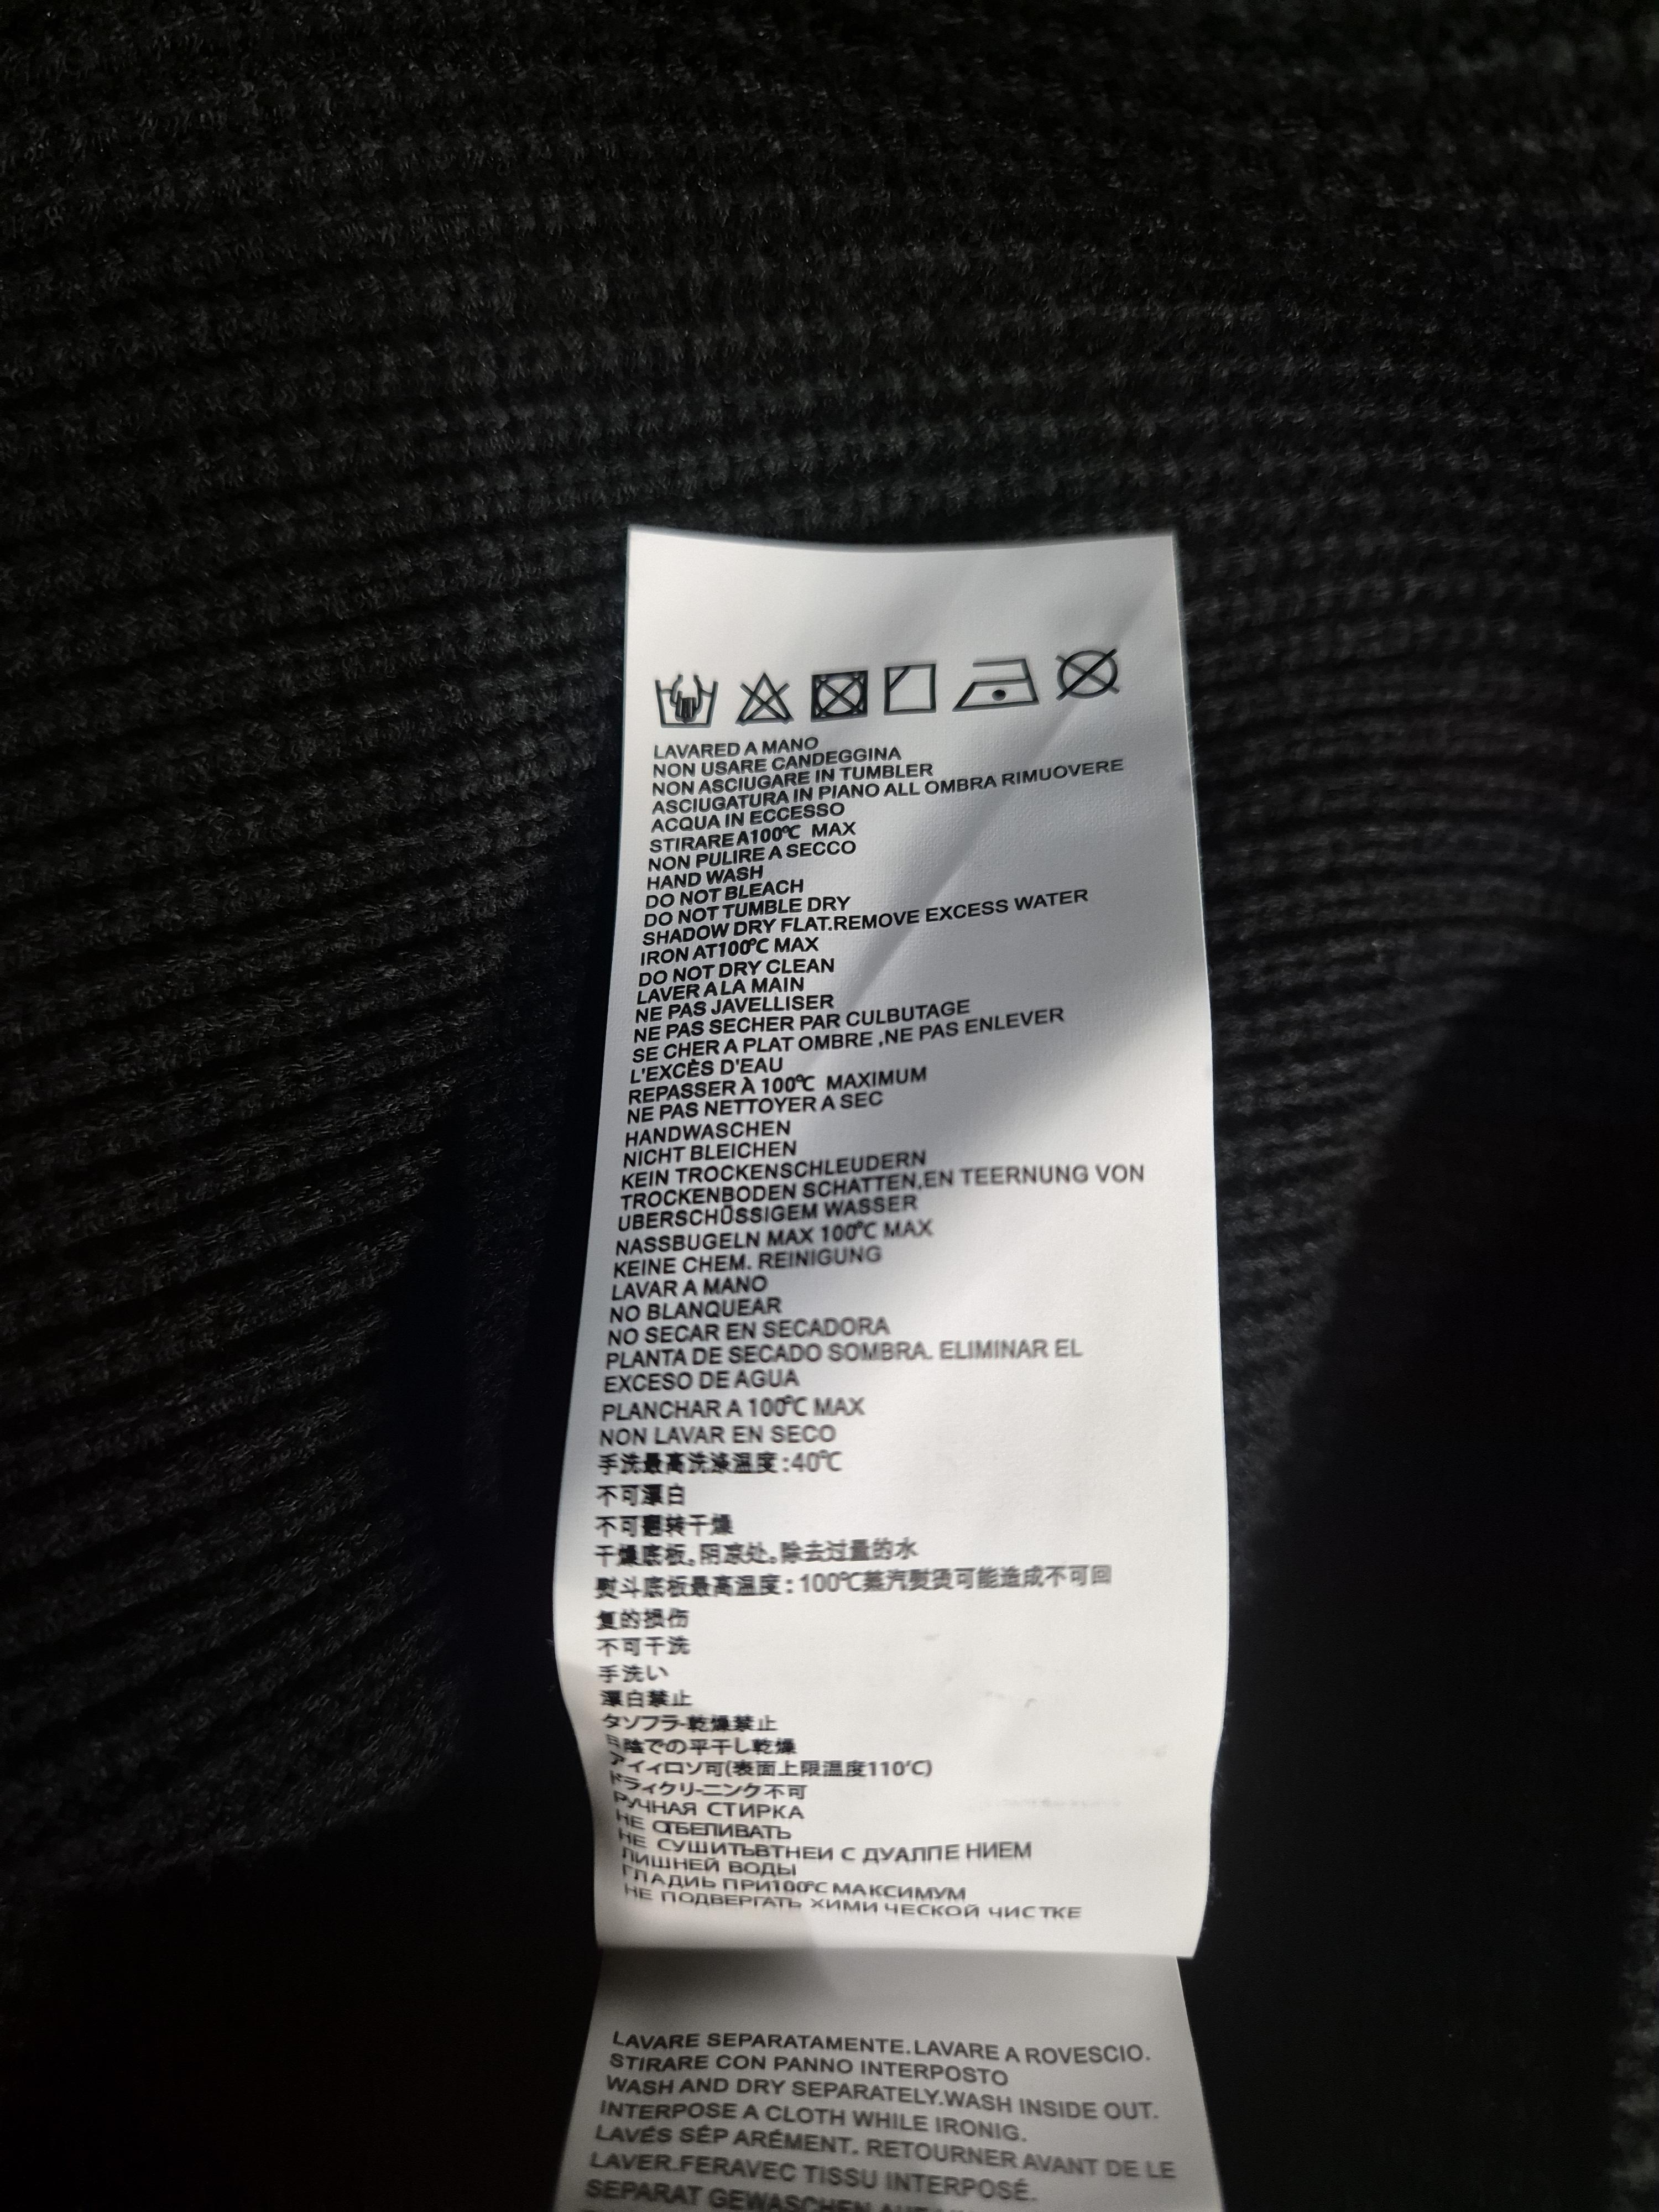 LAVARED A MANO
NON USARE CANDEGGINA
NON ASCIUGARE IN TUMBLER
ASCIUGATURA IN PIANO ALL OMBRA RIMUOVERE
ACQUA IN ECCESSO
STIRARE A100℃ MAX
NON PULIRE A SECCO
HAND WASH
DO NOT BLEACH
DO NOT TUMBLE DRY
SHADOW DRY FLAT.REMOVE EXCESS WATER
IRON AT100℃ MAX
DO NOT DRY CLEAN
LAVER A LA MAIN
NE PAS JAVELLISER
NE PAS SECHER PAR CULBUTAGE
SE CHER A PLAT OMBRE ,NE PAS ENLEVER
L'EXCÈS D'EAU
REPASSER À 100℃ MAXIMUM
NE PAS NETTOYER A SEC
HANDWASCHEN
NICHT BLEICHEN
KEIN TROCKENSCHLEUDERN
TROCKENBODEN SCHATTEN,EN TEERNUNG VON
UBERSCHÜSSIGEM WASSER
NASSBUGELN MAX 100℃ MAX
KEINE CHEM. REINIGUNG
LAVAR A MANO
NO BLANQUEAR
NO SECAR EN SECADORA
PLANTA DE SECADO SOMBRA. ELIMINAR EL
EXCESO DE AGUA
PLANCHAR A 100℃ MAX
NON LAVAR EN SECO
手洗最高洗涤温度:40℃
不可漂白
不可翻转干燥
干燥底板。阴凉处。除去过量的水
熨斗底板最高温度:100℃蒸汽熨烫可能造成不可回
复的损伤
不可干洗
手洗い
漂白禁止
タソフラ-乾燥禁止
日陰での平干し乾燥
アイィロソ可(表面上限温度110'C)
ドラィクリ-ニンク不可
РУЧНАЯ СТИРКА
НЕ ОТБЕЛИВАТЬ
НЕ СУШИТЬВТНЕИ С ДУАЛПЕ НИЕМ
ЛИШНЕЙ ВОДЫ
ГЛАДИЬ ПРИ100℃ МАКСИМУМ
НЕ ПОДВЕРГАТЬ ХИМИ ЧЕСКОЙ ЧИСТКЕ
LAVARE SEPARATAMENTE.LAVARE A ROVESCIO.
STIRARE CON PANNO INTERPOSTO
WASH AND DRY SEPARATELY.WASH INSIDE OUT.
INTERPOSE A CLOTH WHILE IRONIG.
LAVÉS SÉP ARÉMENT. RETOURNER AVANT DE LE
LAVER.FERAVEC TISSU INTERPOSÉ.
SEPARAT GEWASCHEN